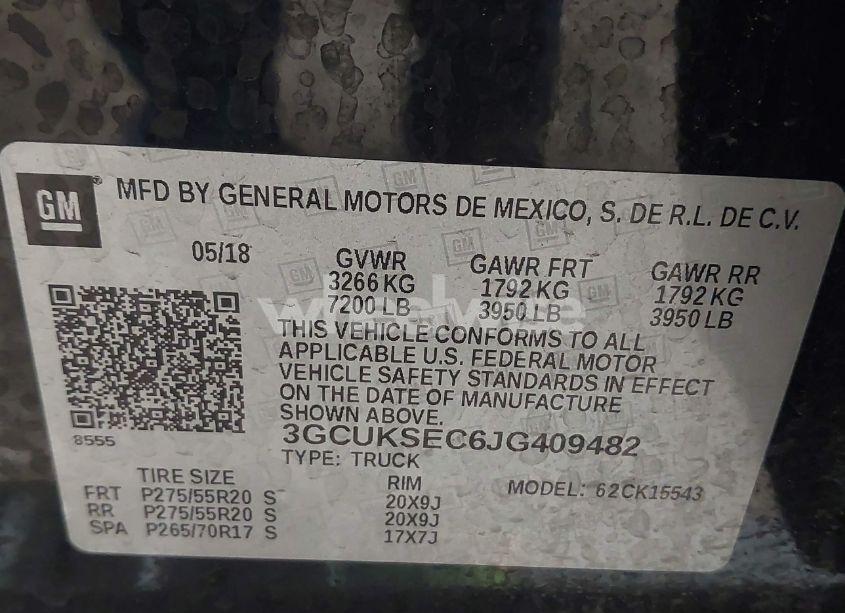 GM® MFD BY GENERAL MOTORS DE MEXICO, S. DE R.L. DE C.V.
05/18
GVWR GAWR FRT GAWR RR
3266 KG 1792 KG 1792 KG
7200 LB 3950 LB 3950 LB
THIS VEHICLE CONFORMS TO ALL
APPLICABLE U.S. FEDERAL MOTOR
VEHICLE SAFETY STANDARDS IN EFFECT
ON THE DATE OF MANUFACTURE
SHOWN ABOVE.
8555
3GCUKSEC6JG409482
TYPE: TRUCK
TIRE SIZE RIM MODEL: 62CK15543
FRT P275/55R20 S 20X9J
RR P275/55R20 S 20X9J
SPA P265/70R17 S 17X7J